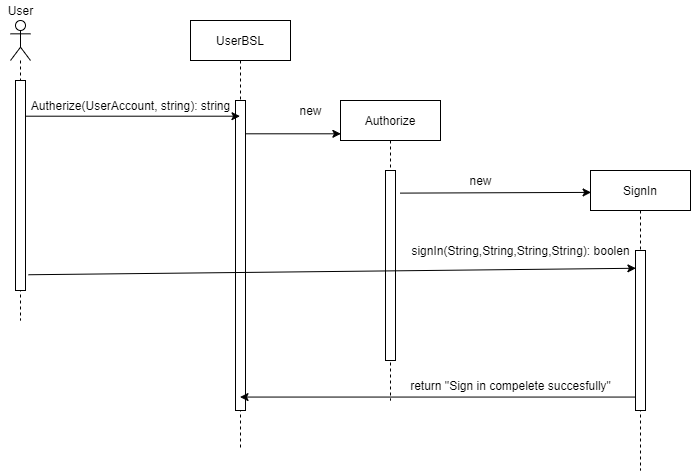 User
UserBSL
Autherize(UserAccount, string): string
new
Authorize
new
SignIn
signIn(String,String,String,String): boolen
return "Sign in compelete succesfully"